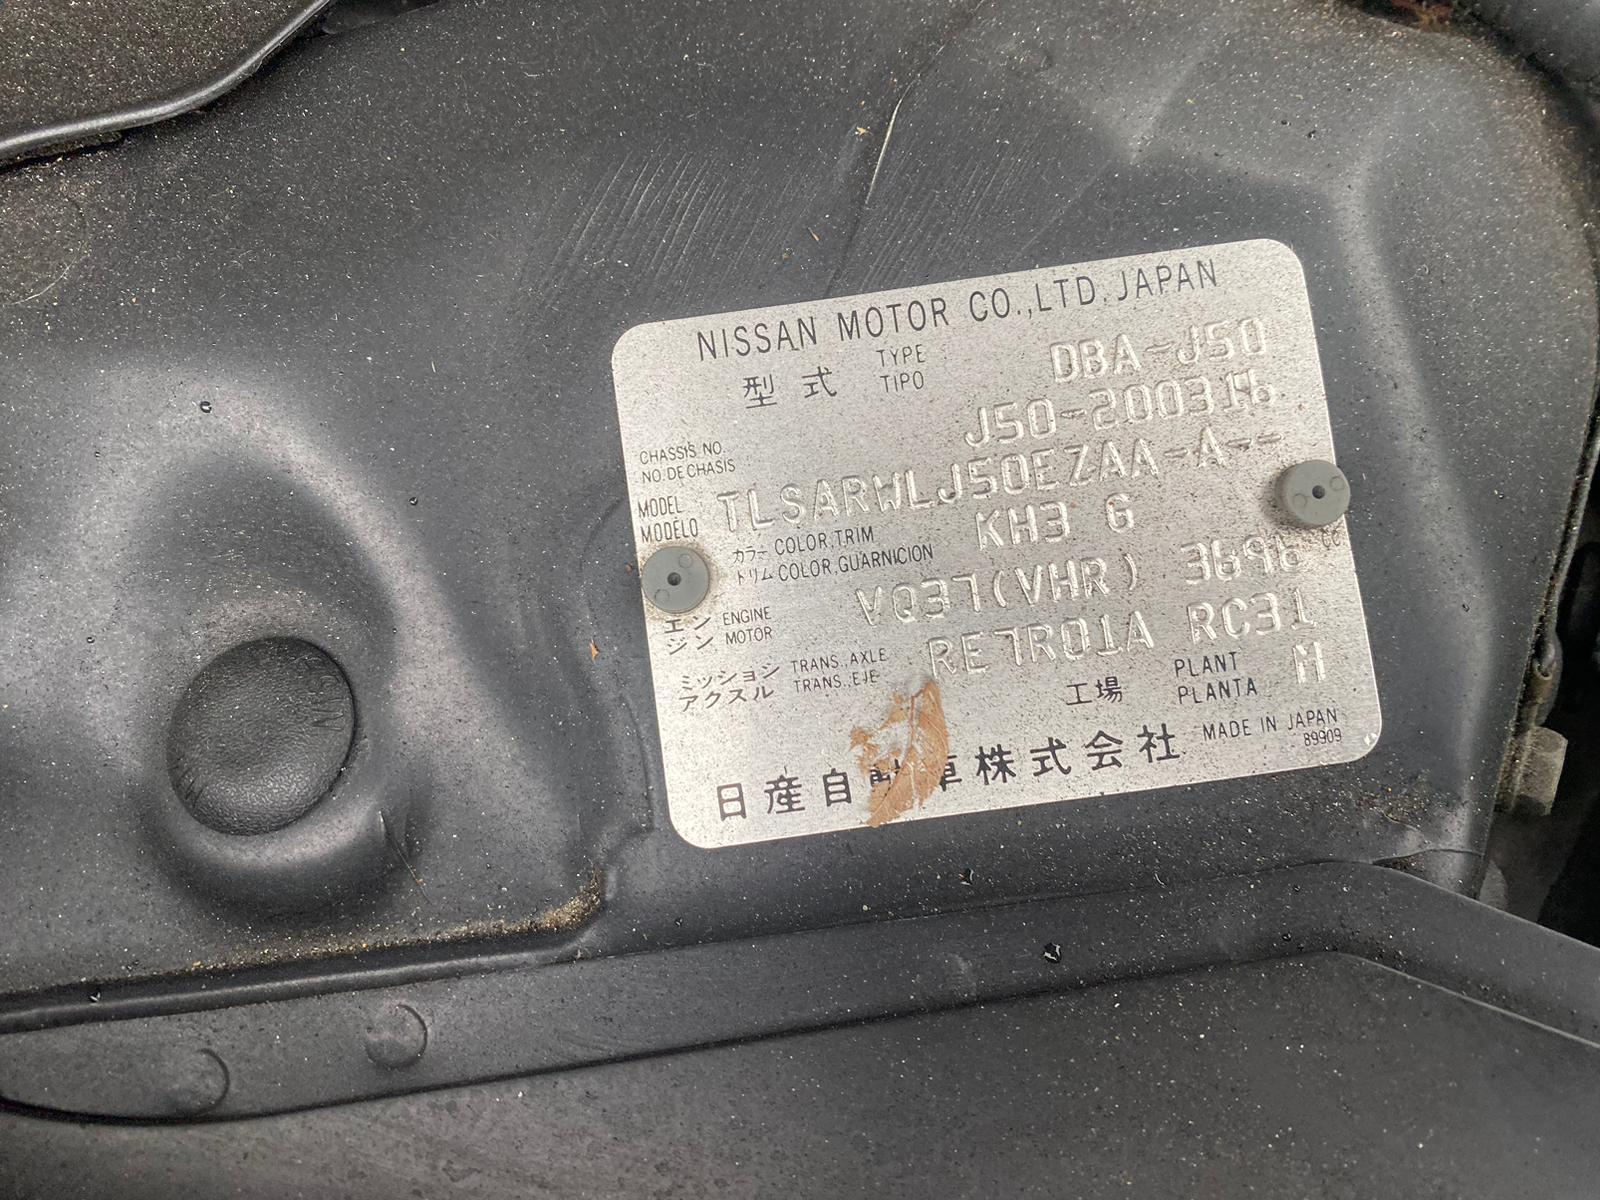 NISSAN MOTOR CO.,LTD. JAPAN
型式 TYPE TIPO DBA-J50
CHASSIS NO. NO. DE CHASIS
MODEL MODELO TLSARWLJ50EZAA-A--
カラー トリム COLOR,TRIM COLOR,GUARNICION KH3 G
エンジン ENGINE MOTOR VQ37(VHR) 3696 cc
ミッション アクスル TRANS.,AXLE TRANS.,EJE RE7R01A RC31
工場 PLANT PLANTA M
日産自動車株式会社 MADE IN JAPAN
89909
NISSAN